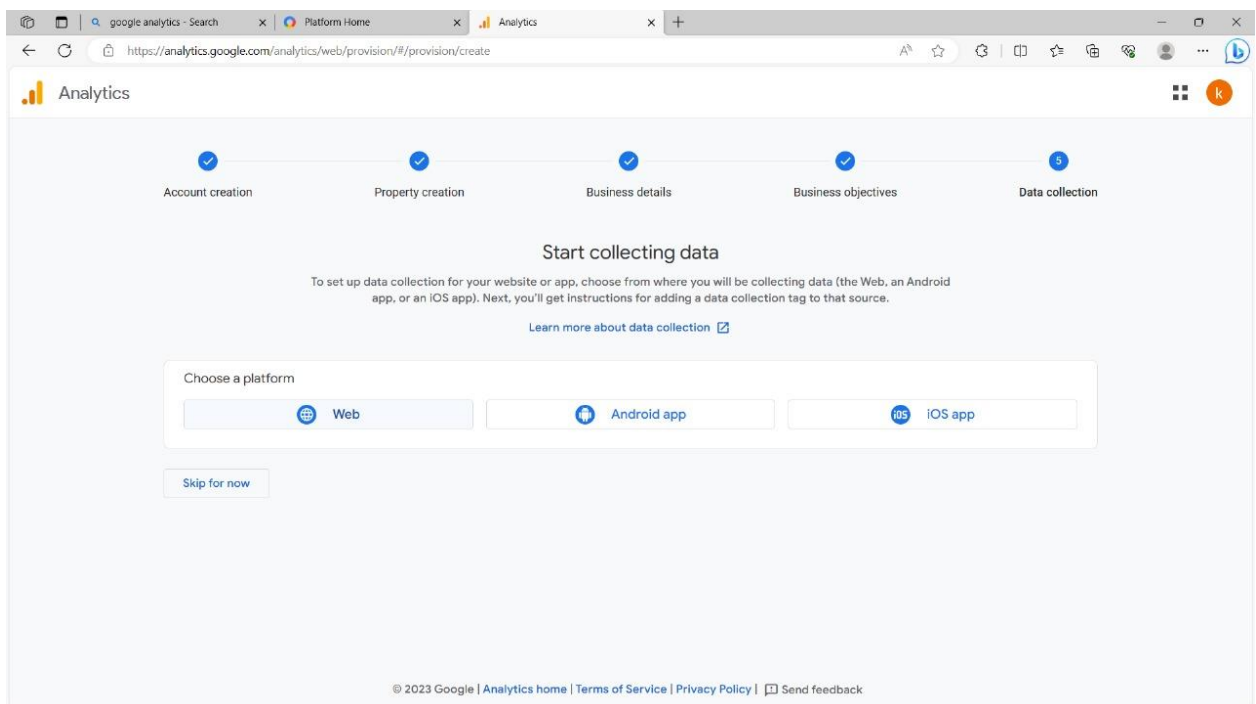 google analytics - Search
Platform Home
Analytics
https://analytics.google.com/analytics/web/provision/#/provision/create
Analytics
k
5
Account creation
Property creation
Business details
Business objectives
Data collection
Start collecting data
To set up data collection for your website or app, choose from where you will be collecting data (the Web, an Android
app, or an iOS app). Next, you'll get instructions for adding a data collection tag to that source.
Learn more about data collection
Choose a platform
Web
Android app
iOS iOS app
Skip for now
© 2023 Google | Analytics home | Terms of Service | Privacy Policy | Send feedback